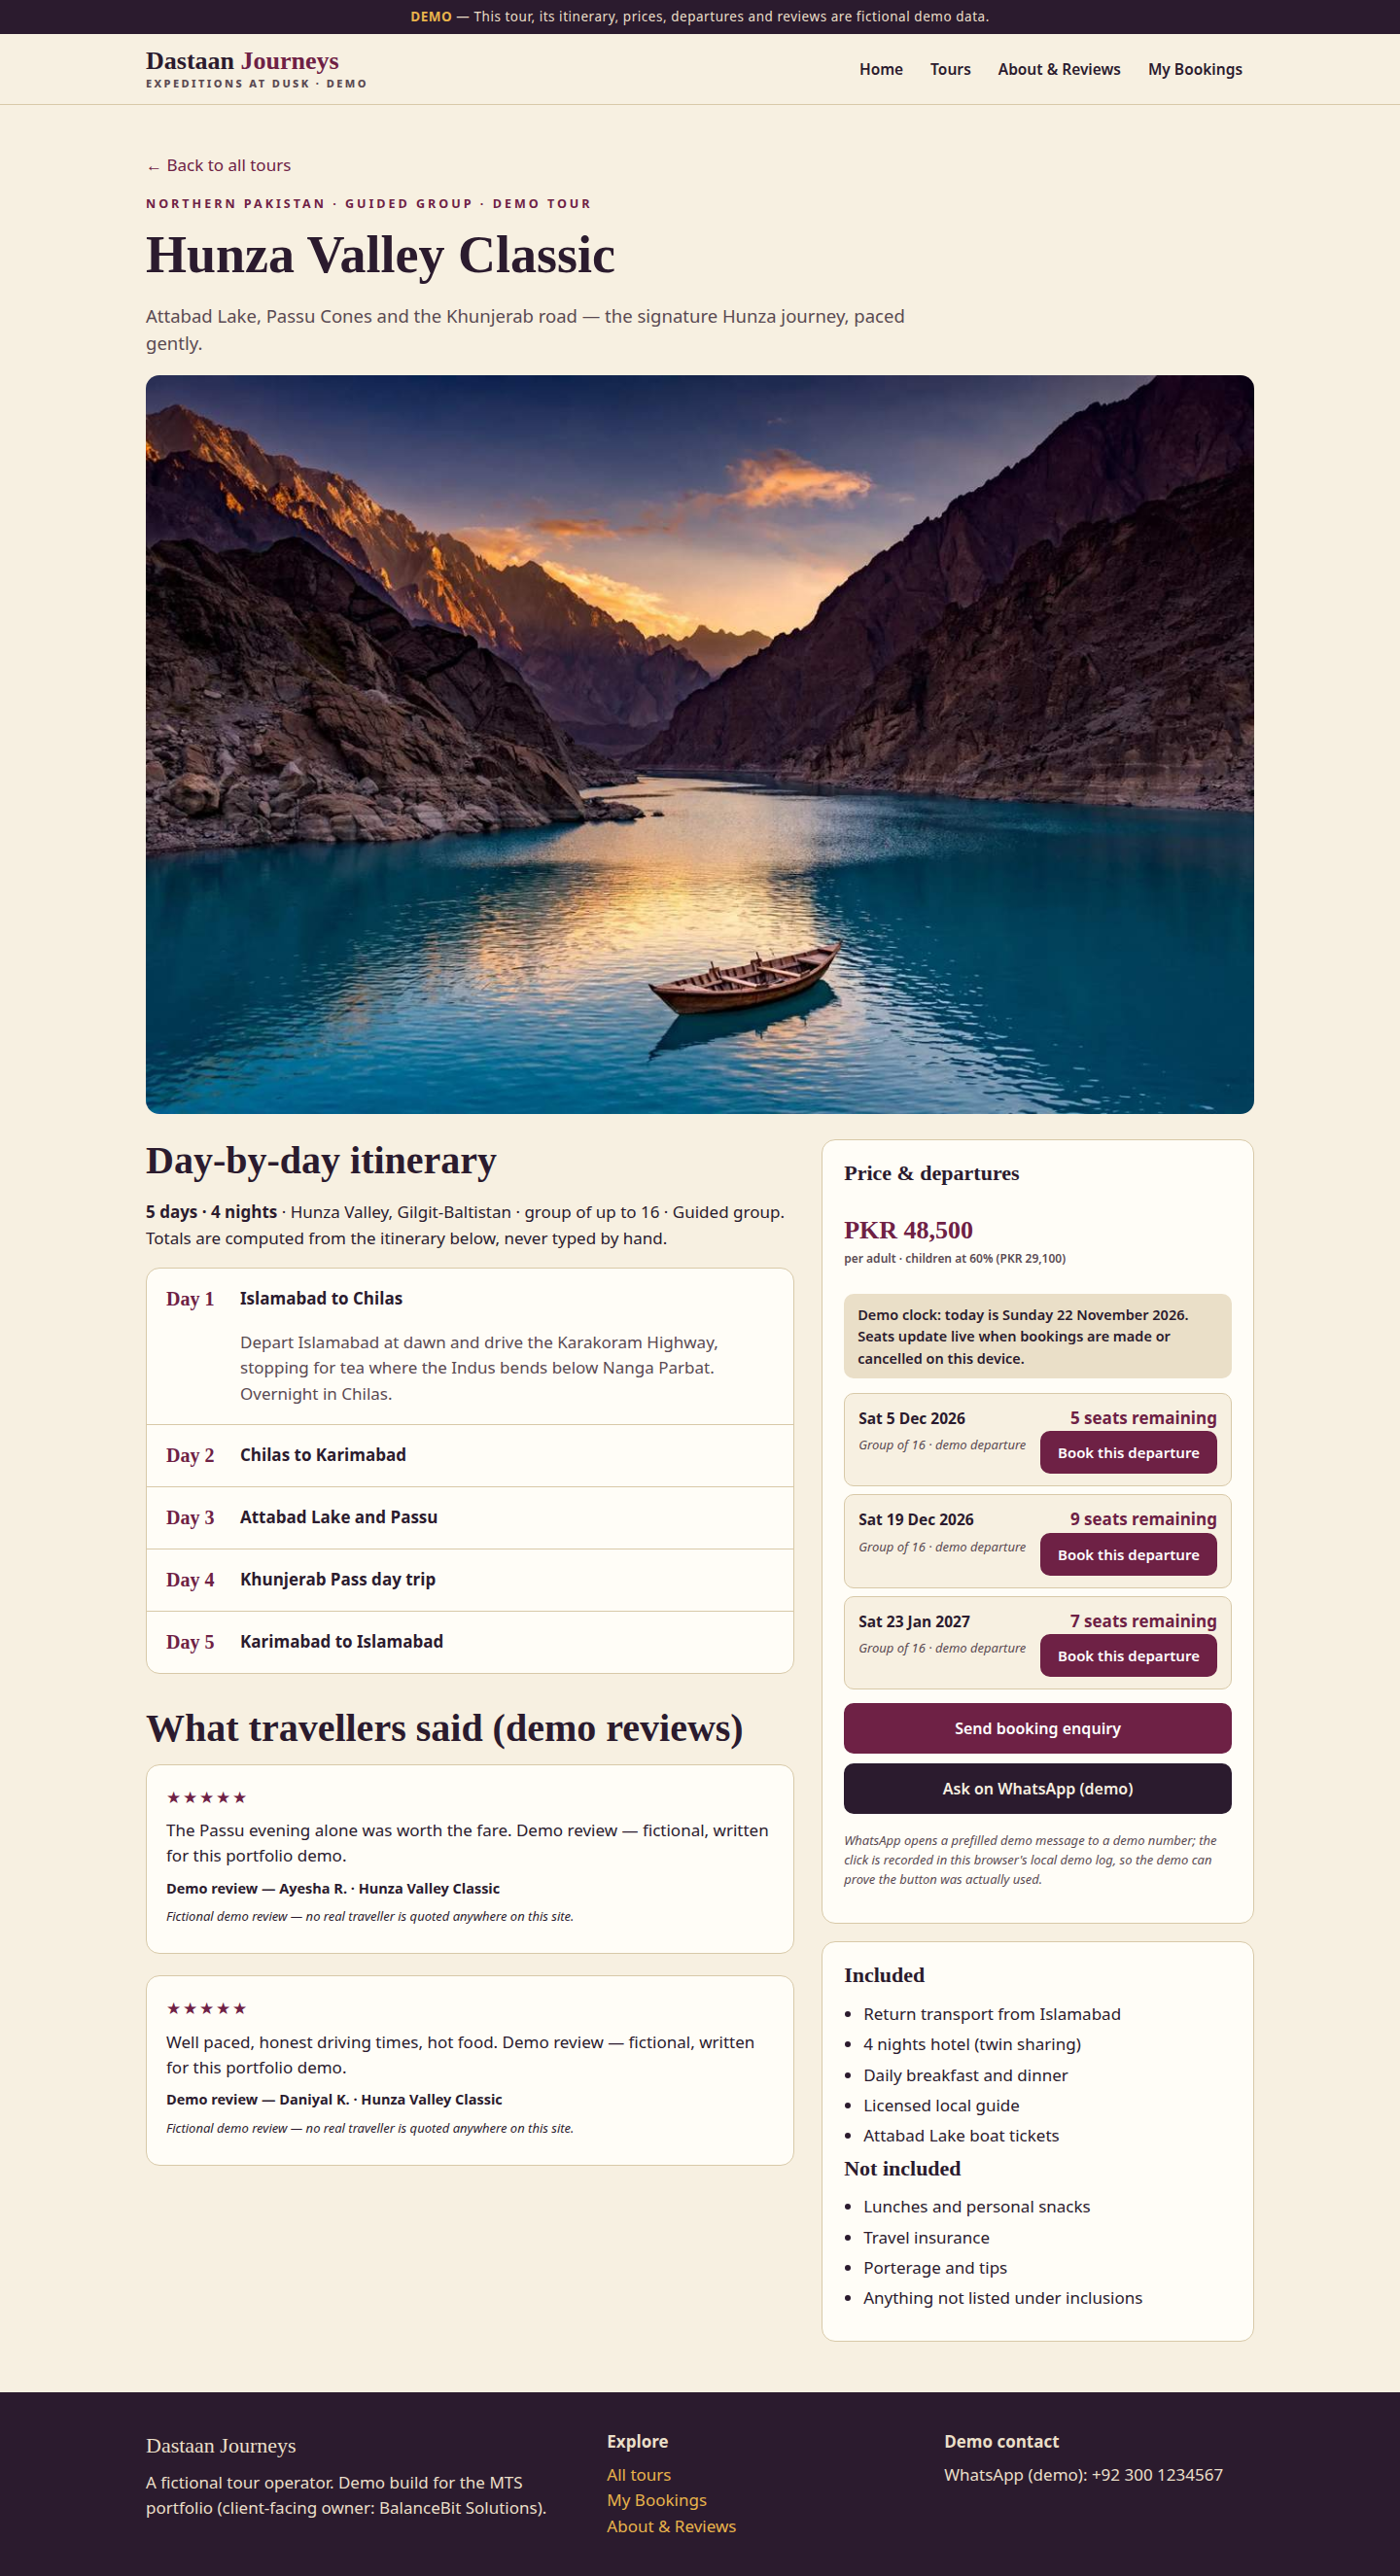 DEMO — This tour, its itinerary, prices, departures and reviews are fictional demo data.
Dastaan Journeys
EXPEDITIONS AT DUSK · DEMO
Home
Tours
About & Reviews
My Bookings
← Back to all tours
NORTHERN PAKISTAN · GUIDED GROUP · DEMO TOUR
Hunza Valley Classic
Attabad Lake, Passu Cones and the Khunjerab road — the signature Hunza journey, paced
gently.
Day-by-day itinerary
5 days · 4 nights · Hunza Valley, Gilgit-Baltistan · group of up to 16 · Guided group.
Totals are computed from the itinerary below, never typed by hand.
Day 1 Islamabad to Chilas
Depart Islamabad at dawn and drive the Karakoram Highway,
stopping for tea where the Indus bends below Nanga Parbat.
Overnight in Chilas.
Day 2 Chilas to Karimabad
Day 3 Attabad Lake and Passu
Day 4 Khunjerab Pass day trip
Day 5 Karimabad to Islamabad
What travellers said (demo reviews)
★★★★★
The Passu evening alone was worth the fare. Demo review — fictional, written
for this portfolio demo.
Demo review — Ayesha R. · Hunza Valley Classic
Fictional demo review — no real traveller is quoted anywhere on this site.
★★★★★
Well paced, honest driving times, hot food. Demo review — fictional, written
for this portfolio demo.
Demo review — Daniyal K. · Hunza Valley Classic
Fictional demo review — no real traveller is quoted anywhere on this site.
Price & departures
PKR 48,500
per adult · children at 60% (PKR 29,100)
Demo clock: today is Sunday 22 November 2026.
Seats update live when bookings are made or
cancelled on this device.
Sat 5 Dec 2026 5 seats remaining
Group of 16 · demo departure Book this departure
Sat 19 Dec 2026 9 seats remaining
Group of 16 · demo departure Book this departure
Sat 23 Jan 2027 7 seats remaining
Group of 16 · demo departure Book this departure
Send booking enquiry
Ask on WhatsApp (demo)
WhatsApp opens a prefilled demo message to a demo number; the
click is recorded in this browser's local demo log, so the demo can
prove the button was actually used.
Included
• Return transport from Islamabad
• 4 nights hotel (twin sharing)
• Daily breakfast and dinner
• Licensed local guide
• Attabad Lake boat tickets
Not included
• Lunches and personal snacks
• Travel insurance
• Porterage and tips
• Anything not listed under inclusions
Dastaan Journeys
A fictional tour operator. Demo build for the MTS
portfolio (client-facing owner: BalanceBit Solutions).
Explore
All tours
My Bookings
About & Reviews
Demo contact
WhatsApp (demo): +92 300 1234567